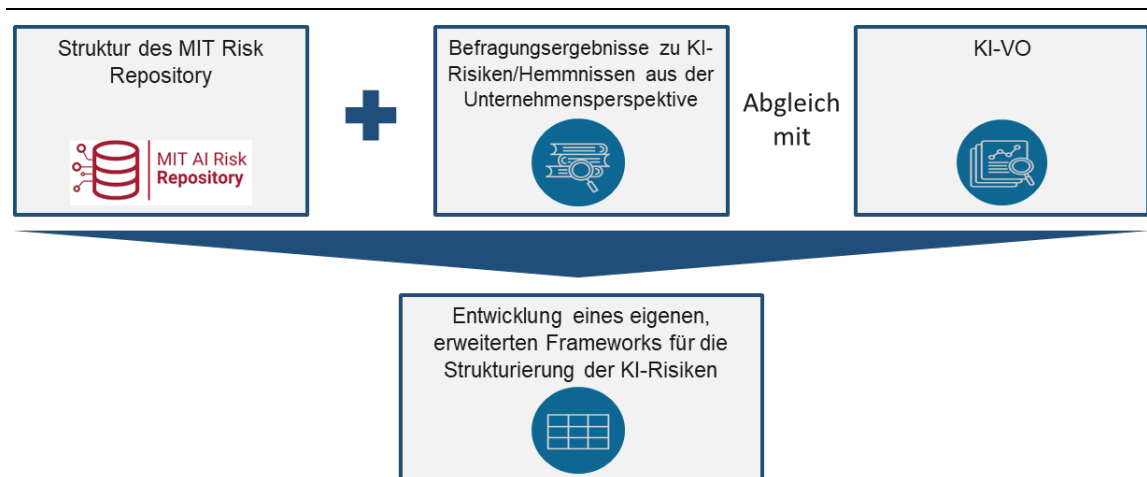 Struktur des MIT Risk
Repository
MIT AI Risk
Repository
Befragungsergebnisse zu KI-
Risiken/Hemmnissen aus der
Unternehmensperspektive
Abgleich
mit
KI-VO
Entwicklung eines eigenen,
erweiterten Frameworks für die
Strukturierung der KI-Risiken